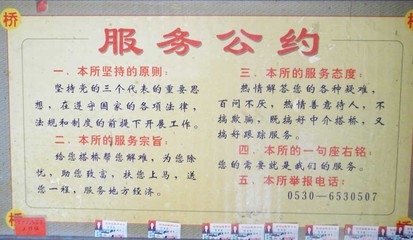 桥 桥
服务公约
一．本所坚持的原则：
坚持党的三个代表的重要思
想，在遵守国家的各项法律，
法规和制度的前提下开展工作。
二．本所的服务宗旨：
给您搭桥帮您解难，为您除
忧，助您致富，扶您上马，送
您一程，服务地方经济。
三．本所的服务态度：
热情解答您的各种疑难，
百问不厌，热情善意待人，不
搞欺骗，既搞好中介搭桥，又
搞好跟踪服务。
四．本所的一句座右铭：
您的需要就是我们的服务。
五．本所举报电话：
0530—6530507
桥 桥